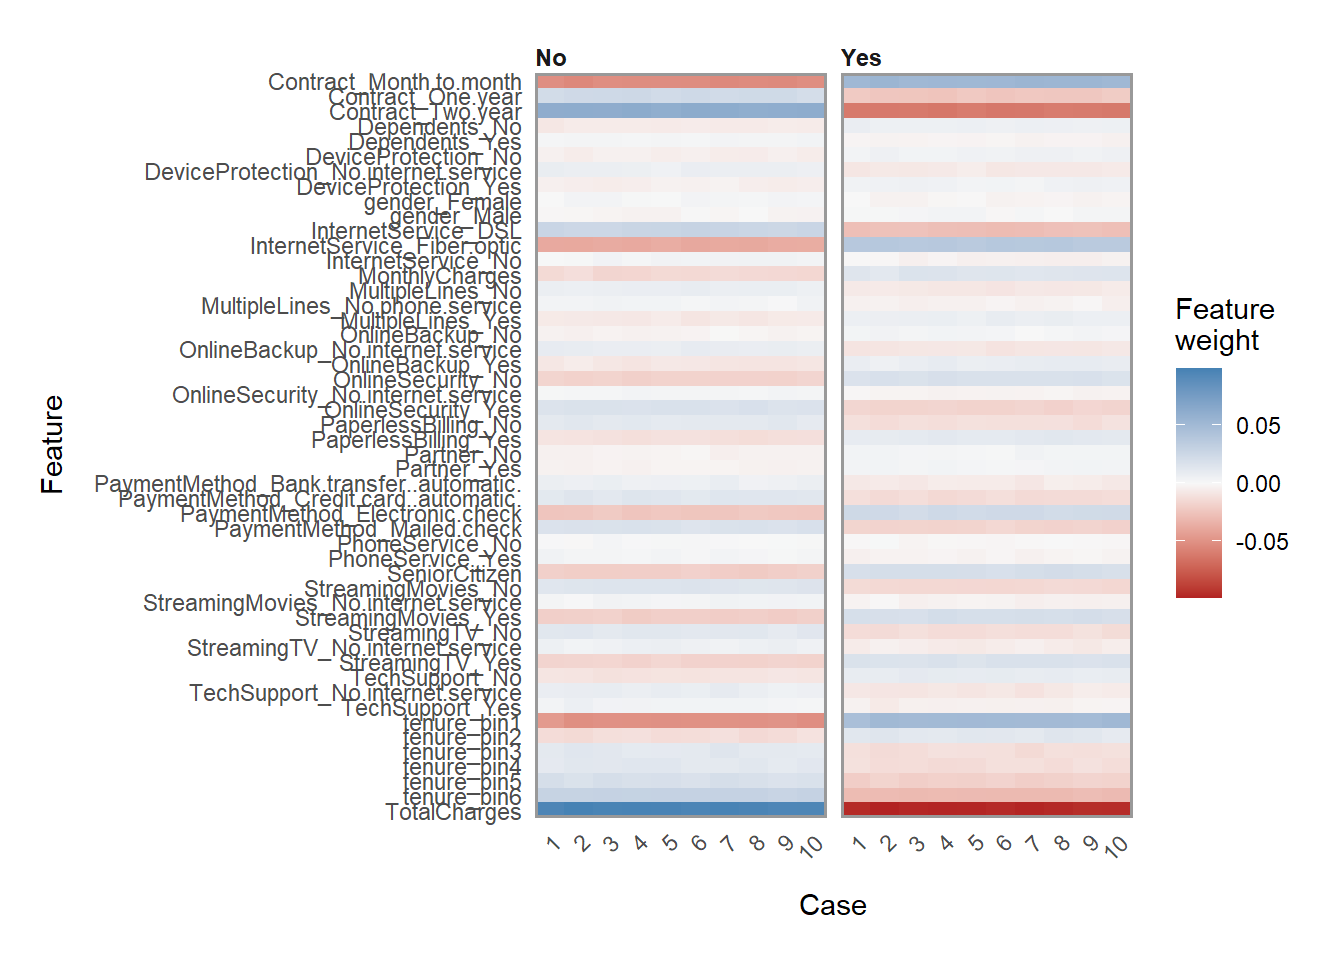 No
Yes
Contract_Month.to.month
Contract_One.year
Contract_Two.year
Dependents_No
Dependents_Yes
DeviceProtection_No
DeviceProtection_No.internet.service
DeviceProtection_Yes
gender_Female
gender_Male
InternetService_DSL
InternetService_Fiber.optic
InternetService_No
MonthlyCharges
MultipleLines_No
MultipleLines_No.phone.service
MultipleLines_Yes
OnlineBackup_No
OnlineBackup_No.internet.service
OnlineBackup_Yes
OnlineSecurity_No
OnlineSecurity_No.internet.service
OnlineSecurity_Yes
PaperlessBilling_No
PaperlessBilling_Yes
Partner_No
Partner_Yes
PaymentMethod_Bank.transfer..automatic.
PaymentMethod_Credit.card..automatic.
PaymentMethod_Electronic.check
PaymentMethod_Mailed.check
PhoneService_No
PhoneService_Yes
SeniorCitizen
StreamingMovies_No
StreamingMovies_No.internet.service
StreamingMovies_Yes
StreamingTV_No
StreamingTV_No.internet.service
StreamingTV_Yes
TechSupport_No
TechSupport_No.internet.service
TechSupport_Yes
tenure_bin1
tenure_bin2
tenure_bin3
tenure_bin4
tenure_bin5
tenure_bin6
TotalCharges
Feature
1 2 3 4 5 6 7 8 9 10
1 2 3 4 5 6 7 8 9 10
Case
Feature
weight
0.05
0.00
-0.05